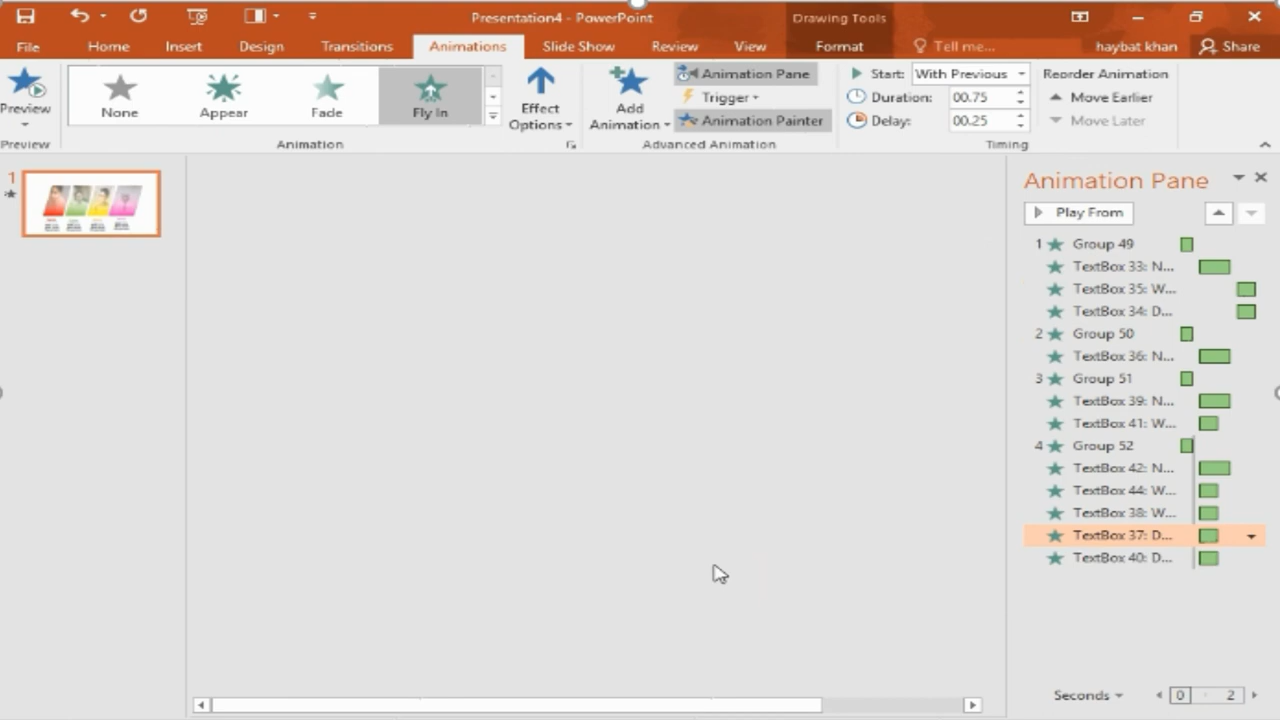 Presentation4 - PowerPoint
Drawing Tools
File Home Insert Design Transitions Animations Slide Show Review View Format Tell me... haybat khan Share
Preview
None
Appear
Fade
Fly In
Effect
Options
Add
Animation
Animation Pane
Trigger
Animation Painter
Start: With Previous
Duration: 00.75
Delay: 00.25
Reorder Animation
Move Earlier
Move Later
Preview
Animation
Advanced Animation
Timing
1
Animation Pane
Play From
1 Group 49
TextBox 33: N...
TextBox 35: W...
TextBox 34: D...
2 Group 50
TextBox 36: N...
3 Group 51
TextBox 39: N...
TextBox 41: W...
4 Group 52
TextBox 42: N...
TextBox 44: W...
TextBox 38: W...
TextBox 37: D...
TextBox 40: D...
Seconds 0 2